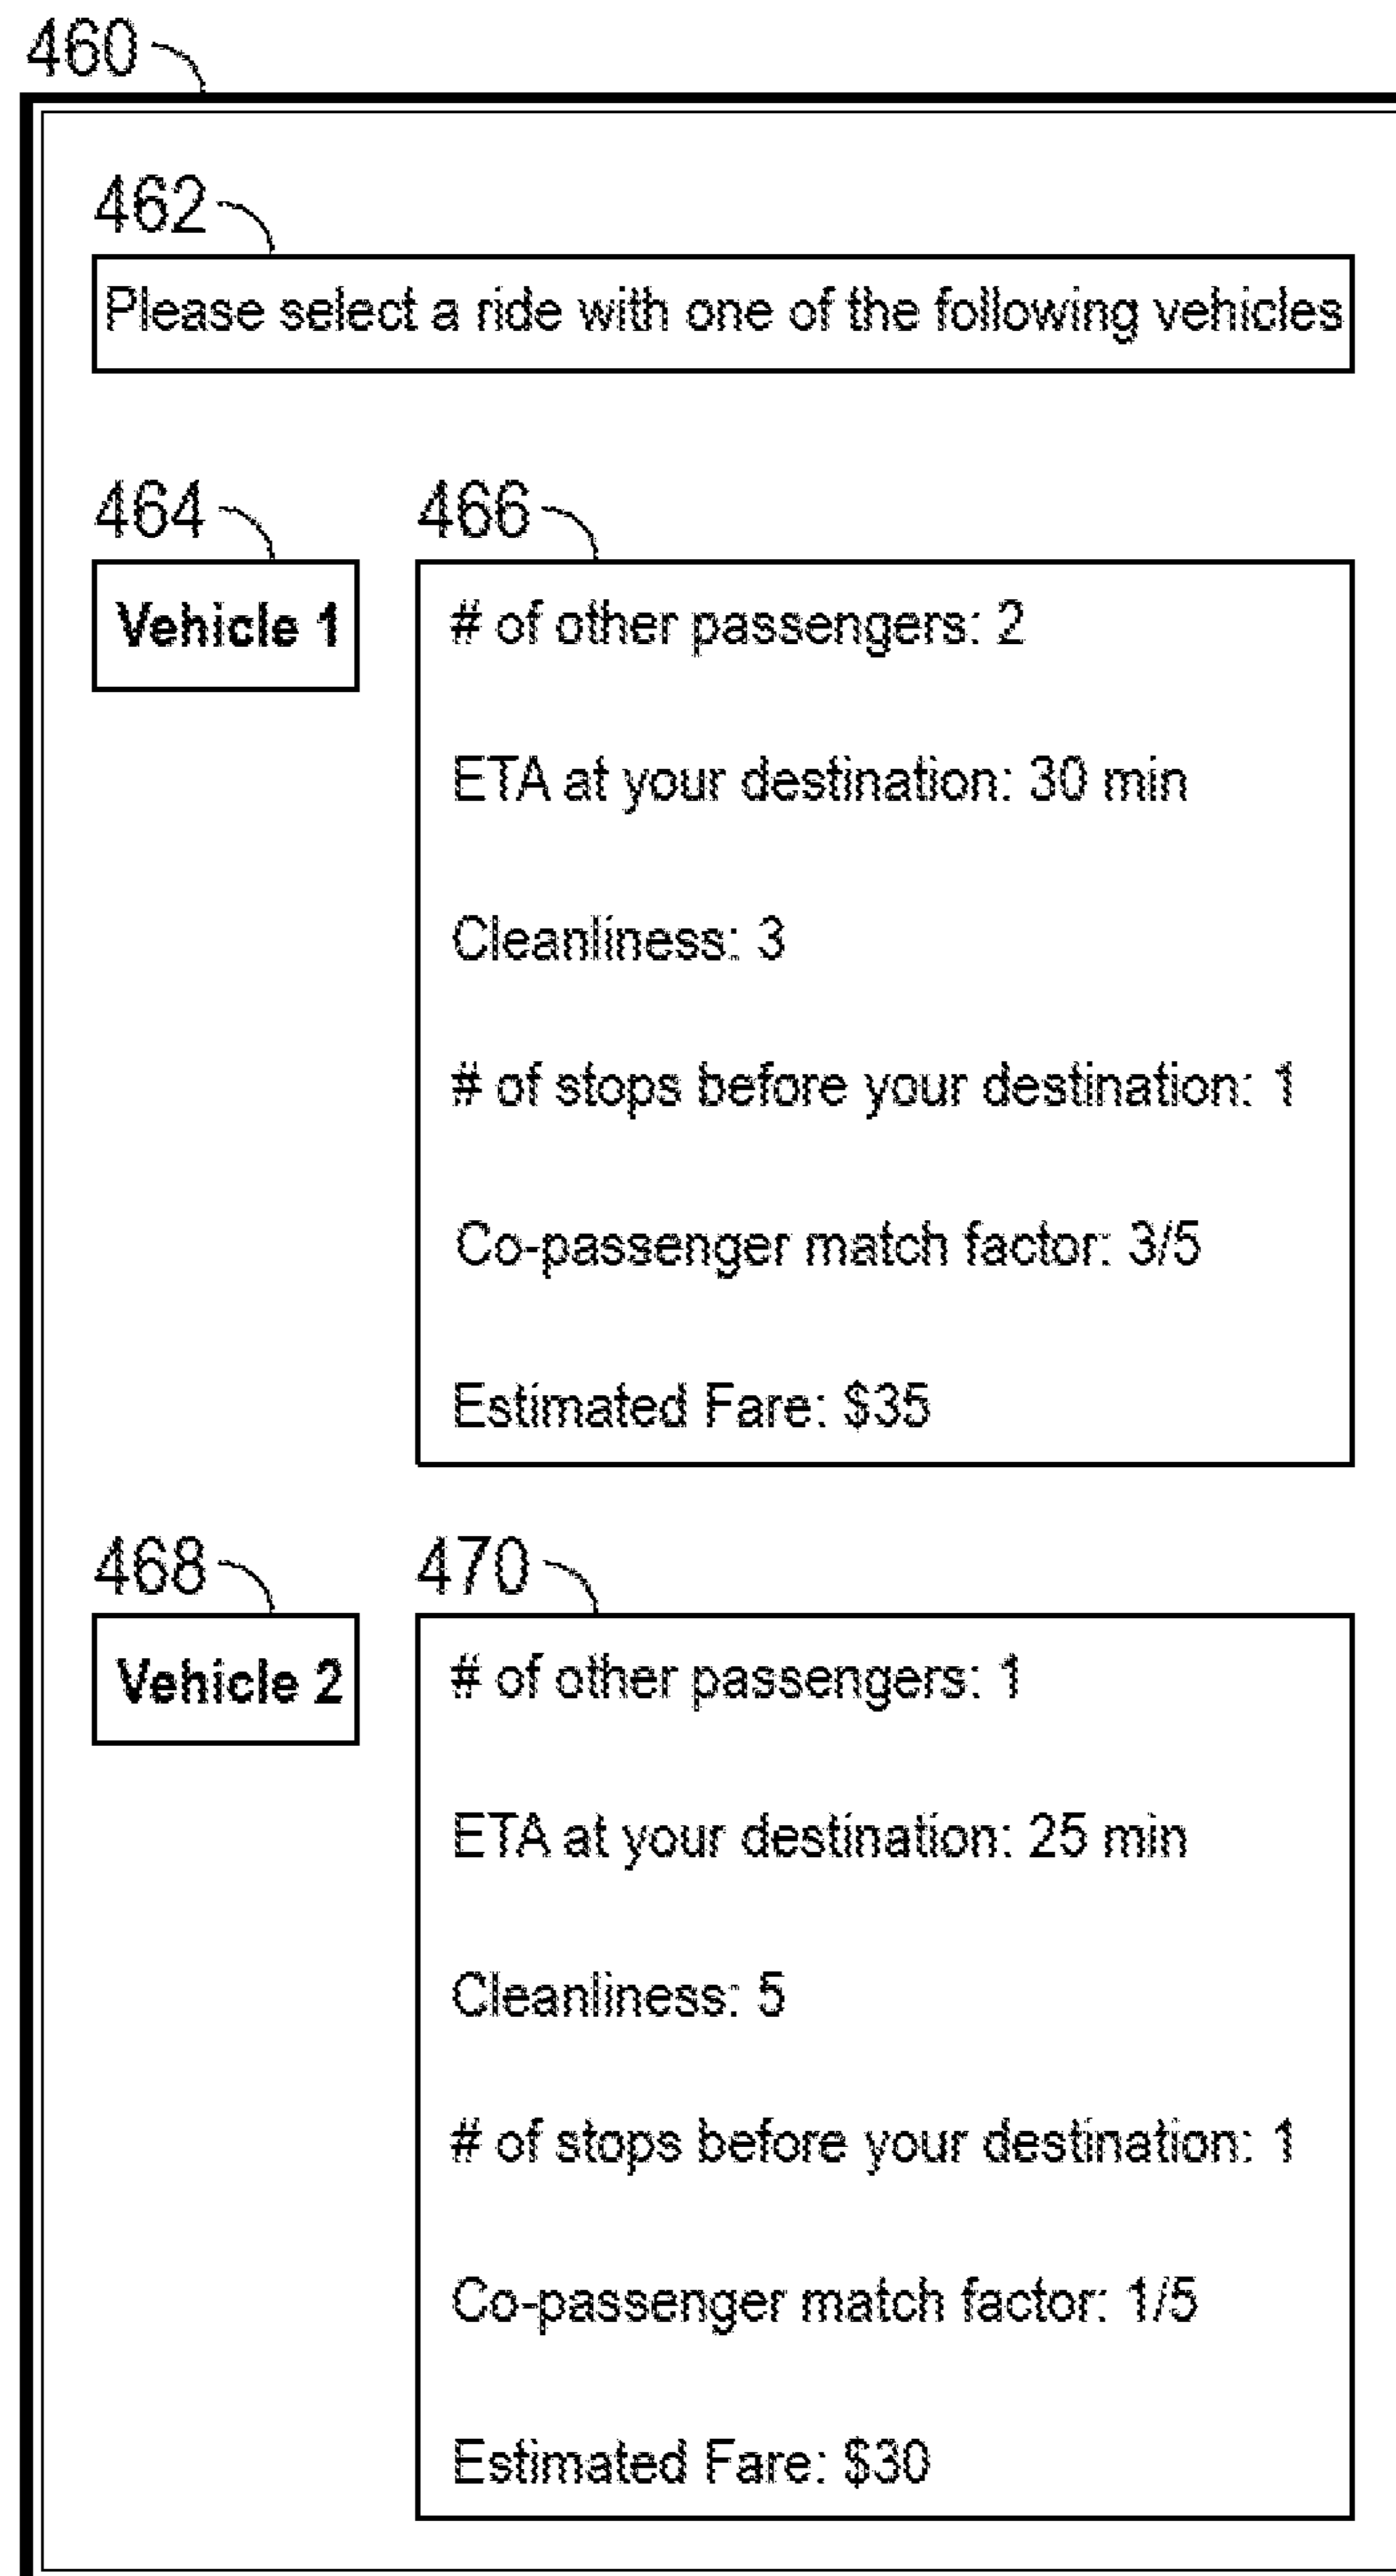 460
462
Please select a ride with one of the following vehicles
464
466
Vehicle 1
# of other passengers: 2
ETA at your destination: 30 min
Cleanliness: 3
# of stops before your destination: 1
Co-passenger match factor: 3/5
Estimated Fare: $35
468
470
Vehicle 2
# of other passengers: 1
ETA at your destination: 25 min
Cleanliness: 5
# of stops before your destination: 1
Co-passenger match factor: 1/5
Estimated Fare: $30